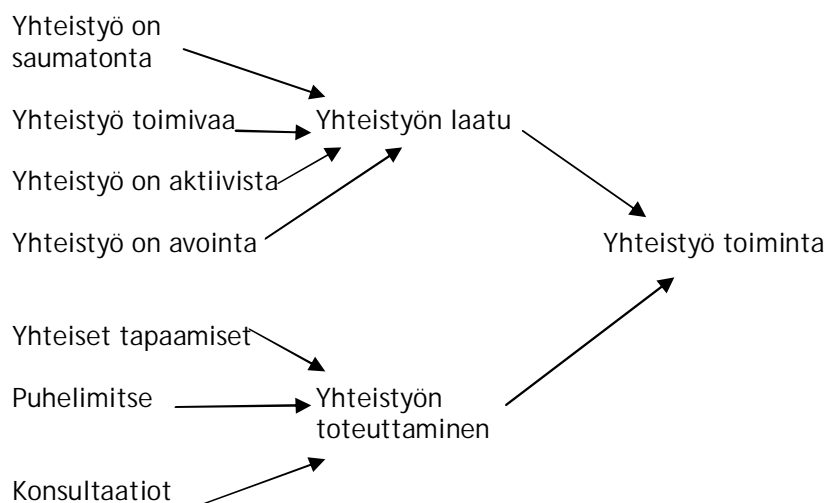 Yhteistyö on
saumatonta
Yhteistyö toimivaa
Yhteistyön laatu
Yhteistyö on aktiivista
Yhteistyö on avointa
Yhteistyö toiminta
Yhteiset tapaamiset
Puhelimitse
Yhteistyön
toteuttaminen
Konsultaatiot